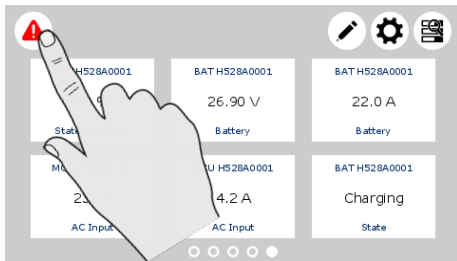 H528A0001
BAT H528A0001
BAT H528A0001
26.90 V
22.0 A
State
Battery
Battery
H528A0001
BAT H528A0001
4.2 A
Charging
AC Input
AC Input
State